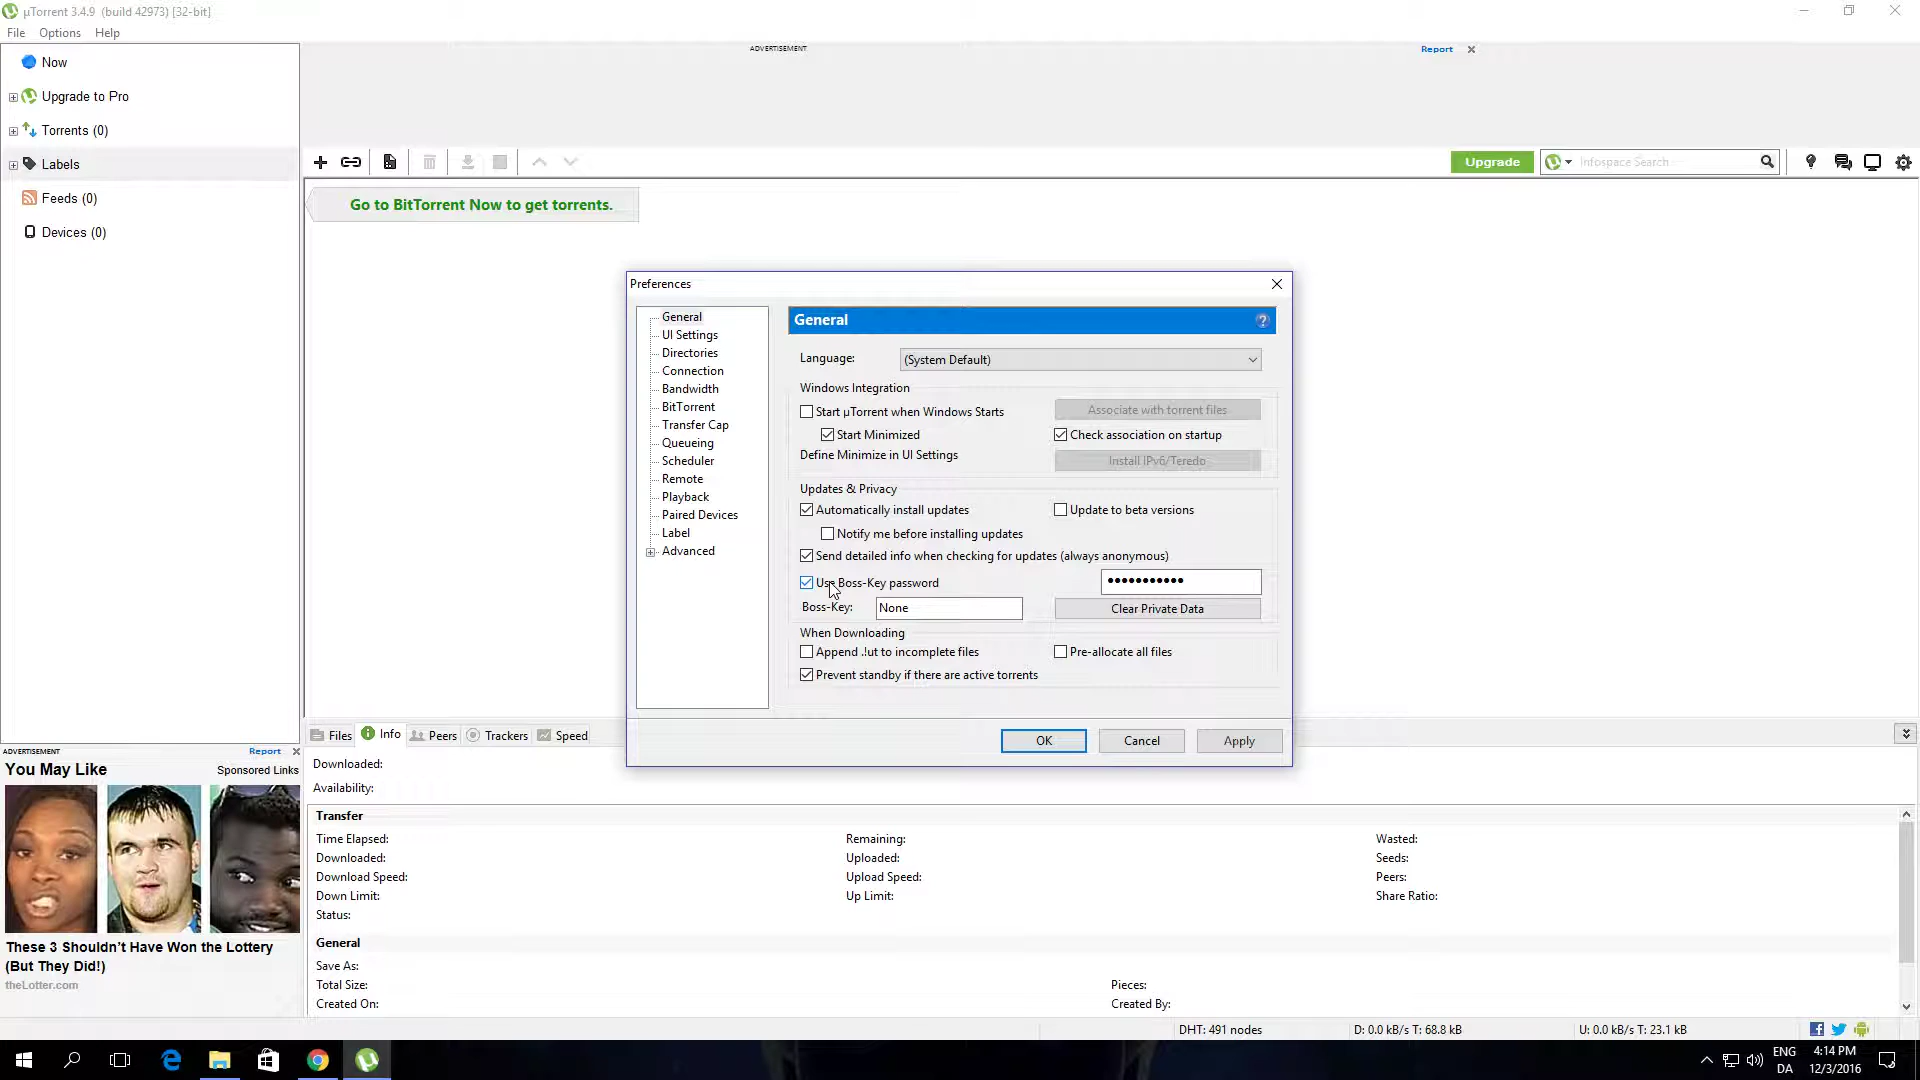 µTorrent 3.4.9 (build 42973) [32-bit]
File Options Help
Now
Upgrade to Pro
Torrents (0)
Labels
Feeds (0)
Devices (0)
ADVERTISEMENT
Report
Upgrade
Infospace Search
Go to BitTorrent Now to get torrents.
Preferences
General
UI Settings
Directories
Connection
Bandwidth
BitTorrent
Transfer Cap
Queueing
Scheduler
Remote
Playback
Paired Devices
Label
Advanced
General
Language: (System Default)
Windows Integration
Start µTorrent when Windows Starts
Associate with torrent files
Start Minimized
Check association on startup
Define Minimize in UI Settings
Install IPv6/Teredo
Updates & Privacy
Automatically install updates
Update to beta versions
Notify me before installing updates
Send detailed info when checking for updates (always anonymous)
Use Boss-Key password
•••••••••••
Boss-Key: None
Clear Private Data
When Downloading
Append .!ut to incomplete files
Pre-allocate all files
Prevent standby if there are active torrents
OK Cancel Apply
Files Info Peers Trackers Speed
Downloaded:
Availability:
Transfer
Time Elapsed: Remaining: Wasted:
Downloaded: Uploaded: Seeds:
Download Speed: Upload Speed: Peers:
Down Limit: Up Limit: Share Ratio:
Status:
General
Save As:
Total Size: Pieces:
Created On: Created By:
ADVERTISEMENT Report
You May Like Sponsored Links
These 3 Shouldn't Have Won the Lottery
(But They Did!)
theLotter.com
DHT: 491 nodes D: 0.0 kB/s T: 68.8 kB U: 0.0 kB/s T: 23.1 kB
ENG
DA
4:14 PM
12/3/2016